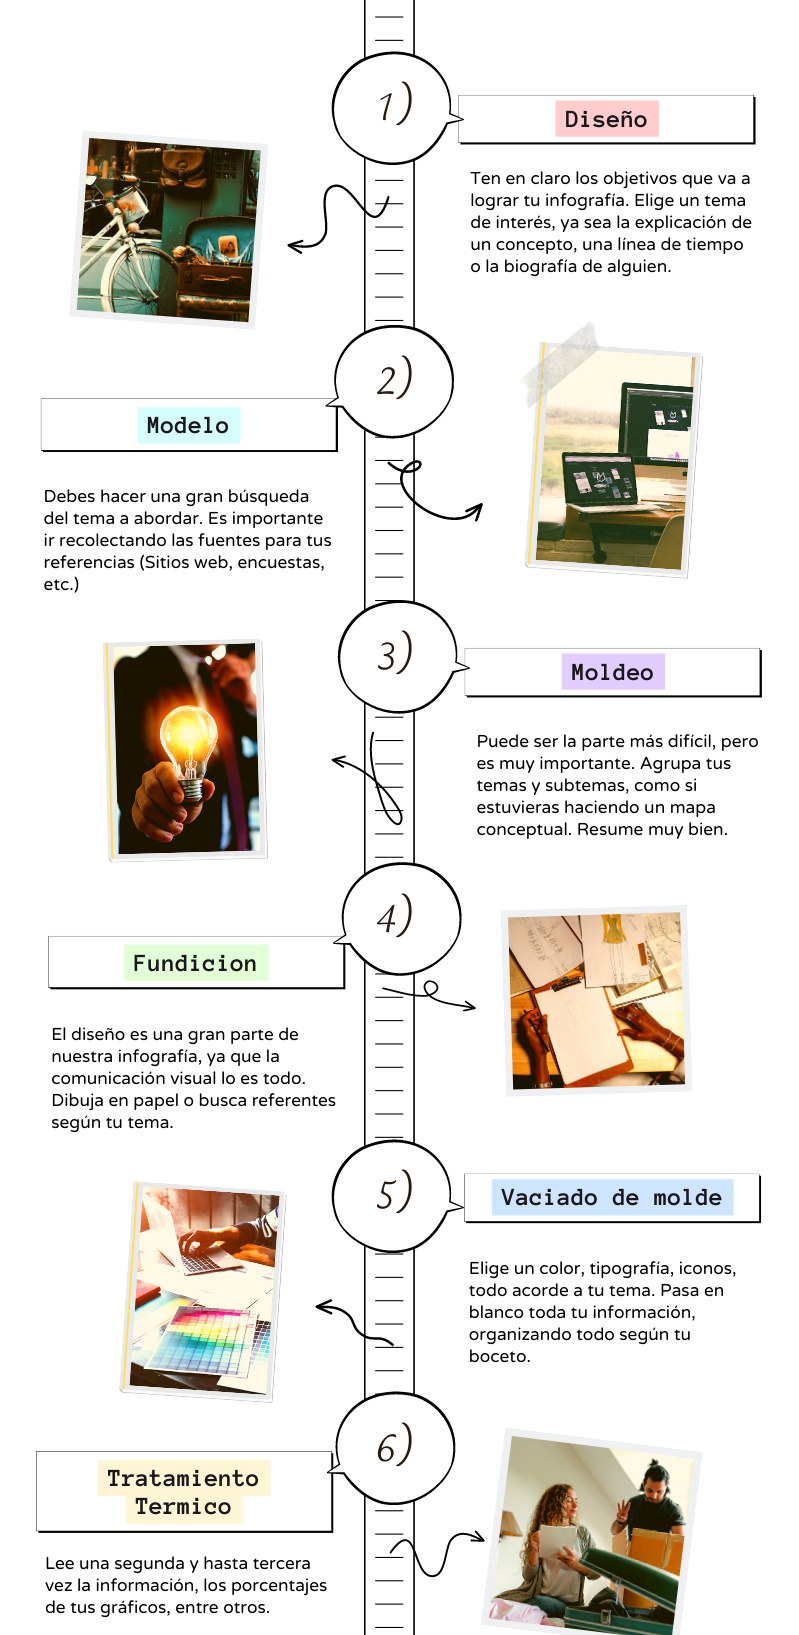 1)
Diseño
Ten en claro los objetivos que va a
lograr tu infografía. Elige un tema
de interés, ya sea la explicación de
un concepto, una línea de tiempo
o la biografía de alguien.
2)
Modelo
Debes hacer una gran búsqueda
del tema a abordar. Es importante
ir recolectando las fuentes para tus
referencias (Sitios web, encuestas,
etc.)
3)
Moldeo
Puede ser la parte más difícil, pero
es muy importante. Agrupa tus
temas y subtemas, como si
estuvieras haciendo un mapa
conceptual. Resume muy bien.
4)
Fundicion
El diseño es una gran parte de
nuestra infografía, ya que la
comunicación visual lo es todo.
Dibuja en papel o busca referentes
según tu tema.
5)
Vaciado de molde
Elige un color, tipografía, iconos,
todo acorde a tu tema. Pasa en
blanco toda tu información,
organizando todo según tu
boceto.
6)
Tratamiento
Termico
Lee una segunda y hasta tercera
vez la información, los porcentajes
de tus gráficos, entre otros.